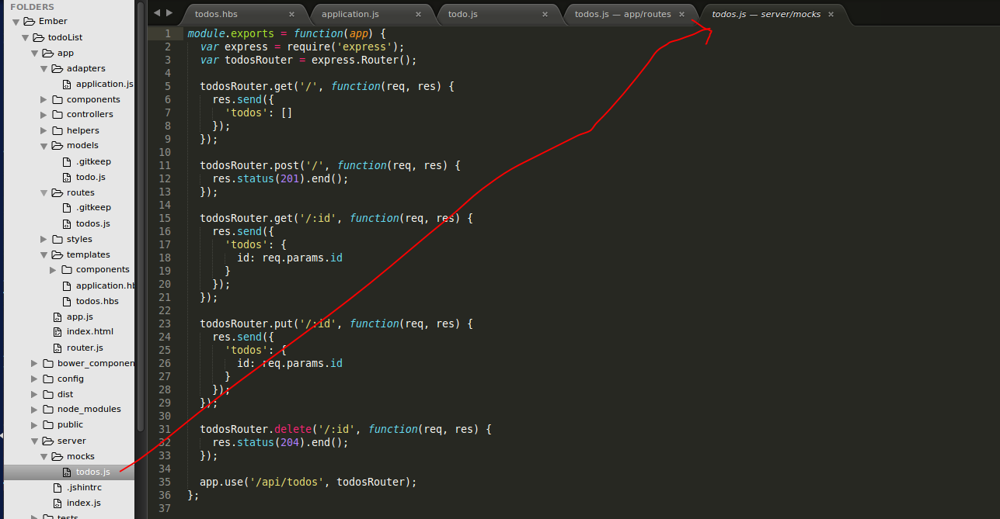 FOLDERS
Ember
todoList
app
adapters
application.js
components
controllers
helpers
models
.gitkeep
todo.js
routes
.gitkeep
todos.js
styles
templates
components
application.hb
todos.hbs
app.js
index.html
router.js
bower_componen
config
dist
node_modules
public
server
mocks
todos.js
.jshintrc
index.js
tests
todos.hbs × application.js × todo.js × todos.js — app/routes × todos.js — server/mocks ×
1 module.exports = function(app) {
2 var express = require('express');
3 var todosRouter = express.Router();
4
5 todosRouter.get('/', function(req, res) {
6 res.send({
7 'todos': []
8 });
9 });
10
11 todosRouter.post('/', function(req, res) {
12 res.status(201).end();
13 });
14
15 todosRouter.get('/:id', function(req, res) {
16 res.send({
17 'todos': {
18 id: req.params.id
19 }
20 });
21 });
22
23 todosRouter.put('/:id', function(req, res) {
24 res.send({
25 'todos': {
26 id: req.params.id
27 }
28 });
29 });
30
31 todosRouter.delete('/:id', function(req, res) {
32 res.status(204).end();
33 });
34
35 app.use('/api/todos', todosRouter);
36 };
37